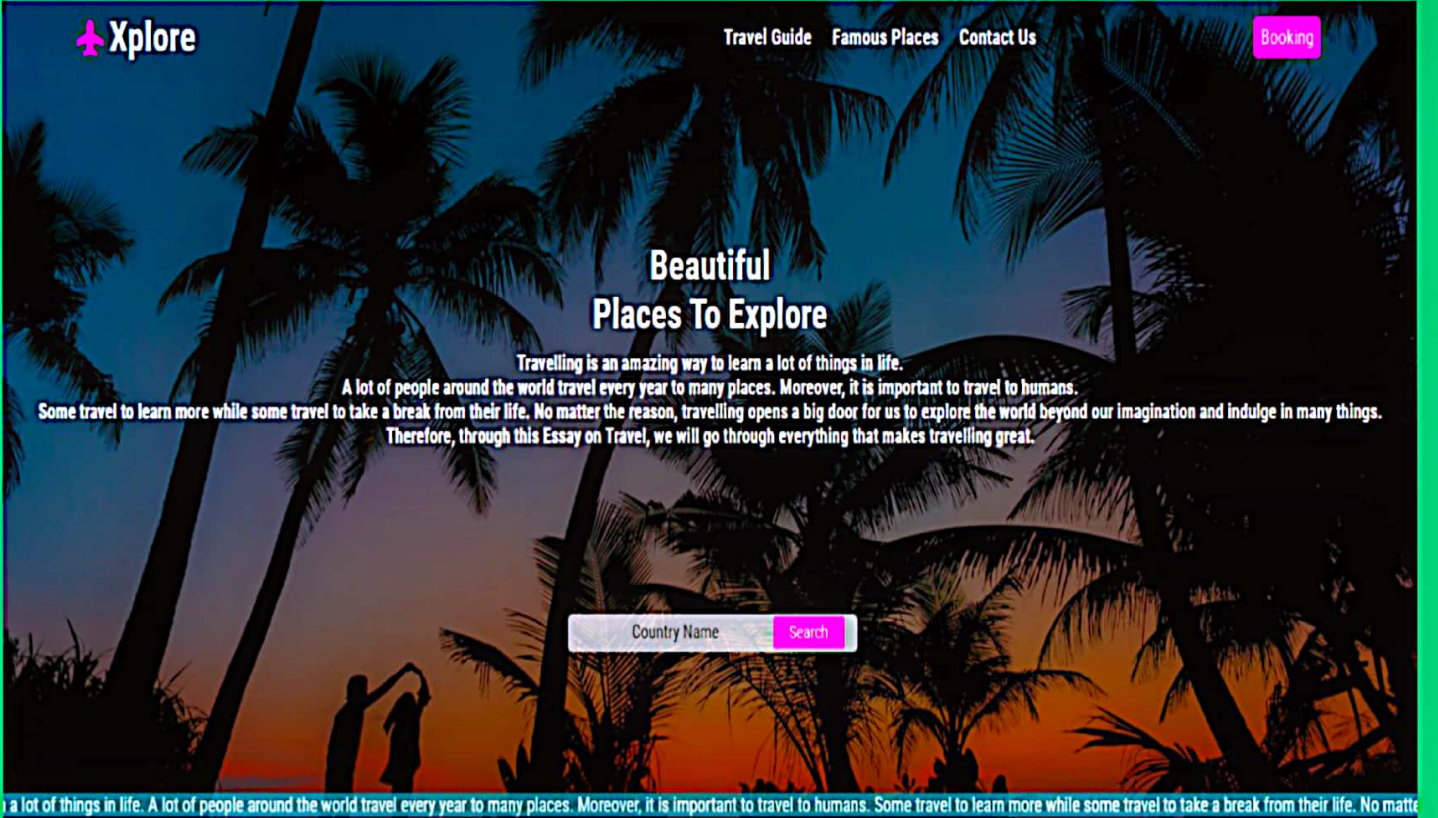 Xplore
Travel Guide Famous Places Contact Us
Booking
Beautiful
Places To Explore
Travelling is an amazing way to learn a lot of things in life.
A lot of people around the world travel every year to many places. Moreover, it is important to travel to humans.
Some travel to learn more while some travel to take a break from their life. No matter the reason, travelling opens a big door for us to explore the world beyond our imagination and indulge in many things.
Therefore, through this Essay on Travel, we will go through everything that makes travelling great.
Country Name Search
a lot of things in life. A lot of people around the world travel every year to many places. Moreover, it is important to travel to humans. Some travel to learn more while some travel to take a break from their life. No matte